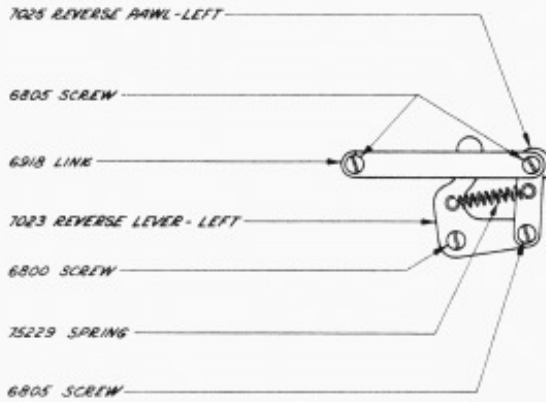 7025 REVERSE PAWL-LEFT
6805 SCREW
6918 LINK
7023 REVERSE LEVER-LEFT
6800 SCREW
75229 SPRING
6805 SCREW